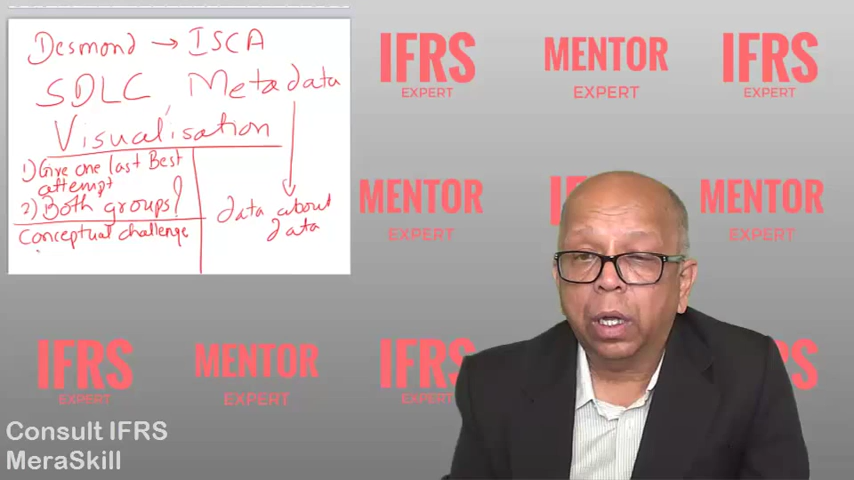 Desmond → ISCA
SDLC, Metadata
Visualisation
1) Give one last Best
attempt
2) Both groups?
Conceptual challenge
data about
data
IFRS
EXPERT
MENTOR
EXPERT
IFRS
EXPERT
MENTOR
EXPERT
IF
MENTOR
EXPERT
IFRS
EXPERT
MENTOR
EXPERT
IFRS
EXPERT
Consult IFRS
MeraSkill